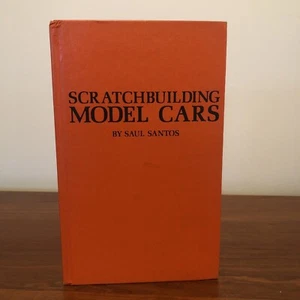 SCRATCHBUILDING
MODEL CARS
BY SAUL SANTOS